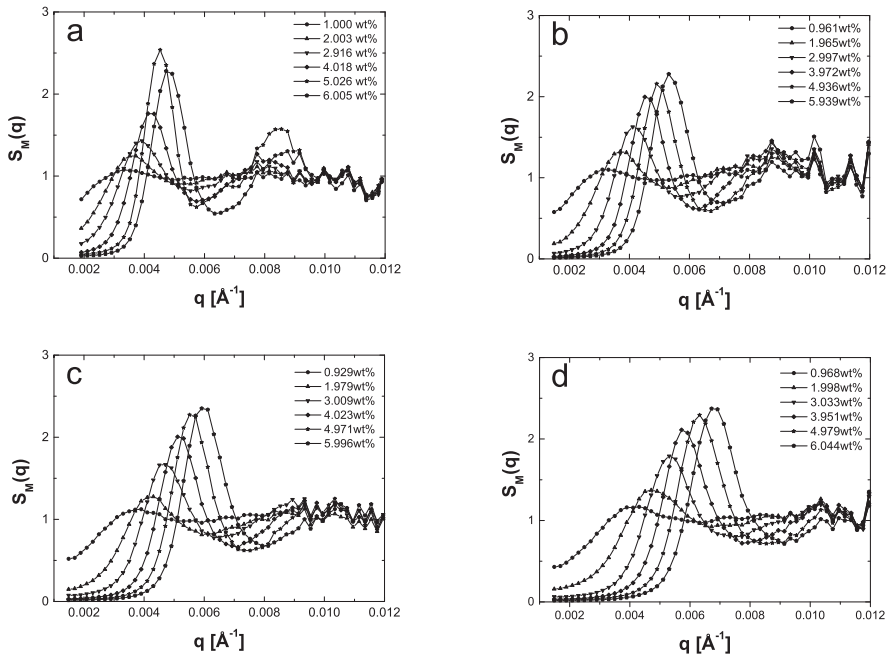 a
1.000 wt%
2.003 wt%
2.916 wt%
4.018 wt%
5.026 wt%
6.005 wt%
3
2
1
0
S_M(q)
0.002 0.004 0.006 0.008 0.010 0.012
q [Å⁻¹]
b
0.961wt%
1.965wt%
2.997wt%
3.972wt%
4.936wt%
5.939wt%
3
2
1
0
S_M(q)
0.002 0.004 0.006 0.008 0.010 0.012
q [Å⁻¹]
c
0.929wt%
1.979wt%
3.009wt%
4.023wt%
4.971wt%
5.996wt%
3
2
1
0
S_M(q)
0.002 0.004 0.006 0.008 0.010 0.012
q [Å⁻¹]
d
0.968wt%
1.998wt%
3.033wt%
3.951wt%
4.979wt%
6.044wt%
3
2
1
0
S_M(q)
0.002 0.004 0.006 0.008 0.010 0.012
q [Å⁻¹]